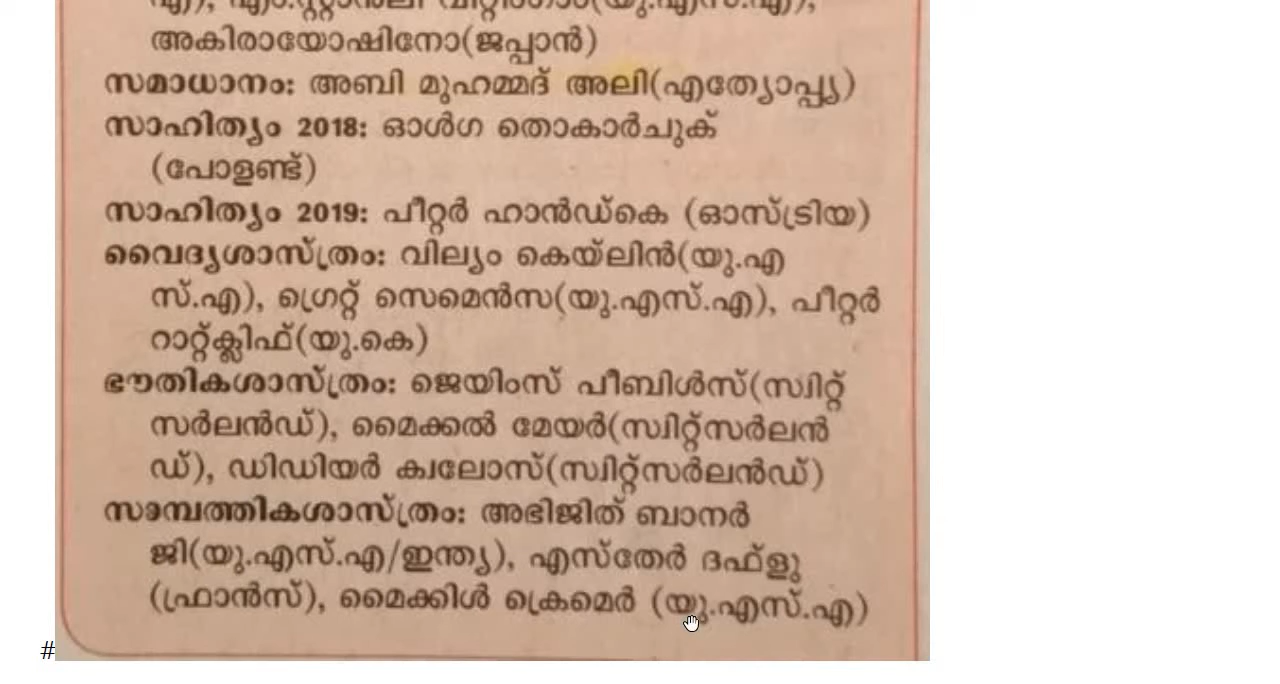 എ), എം.സ്റ്റാൻലി വിറ്റിങ്ഹാം(യു.എസ്.എ),
അകിരായോഷിനോ(ജപ്പാൻ)
സമാധാനം: അബി മുഹമ്മദ് അലി(എത്യോപ്യ)
സാഹിത്യം 2018: ഓൾഗ തൊകാർചുക്
(പോളണ്ട്)
സാഹിത്യം 2019: പീറ്റർ ഹാൻഡ്കെ (ഓസ്ട്രിയ)
വൈദ്യശാസ്ത്രം: വില്യം കെയ്ലിൻ(യു.എ
സ്.എ), ഗ്രെറ്റ് സെമെൻസ(യു.എസ്.എ), പീറ്റർ
റാറ്റ്ക്ലിഫ്(യു.കെ)
ഭൗതികശാസ്ത്രം: ജെയിംസ് പീബിൾസ്(സ്വിറ്റ്
സർലൻഡ്), മൈക്കൽ മേയർ(സ്വിറ്റ്സർലൻ
ഡ്), ഡിഡിയർ ക്വലോസ്(സ്വിറ്റ്സർലൻഡ്)
സാമ്പത്തികശാസ്ത്രം: അഭിജിത് ബാനർ
ജി(യു.എസ്.എ/ഇന്ത്യ), എസ്തേർ ദഫ്ളു
(ഫ്രാൻസ്), മൈക്കിൾ ക്രെമെർ (യു.എസ്.എ)
#